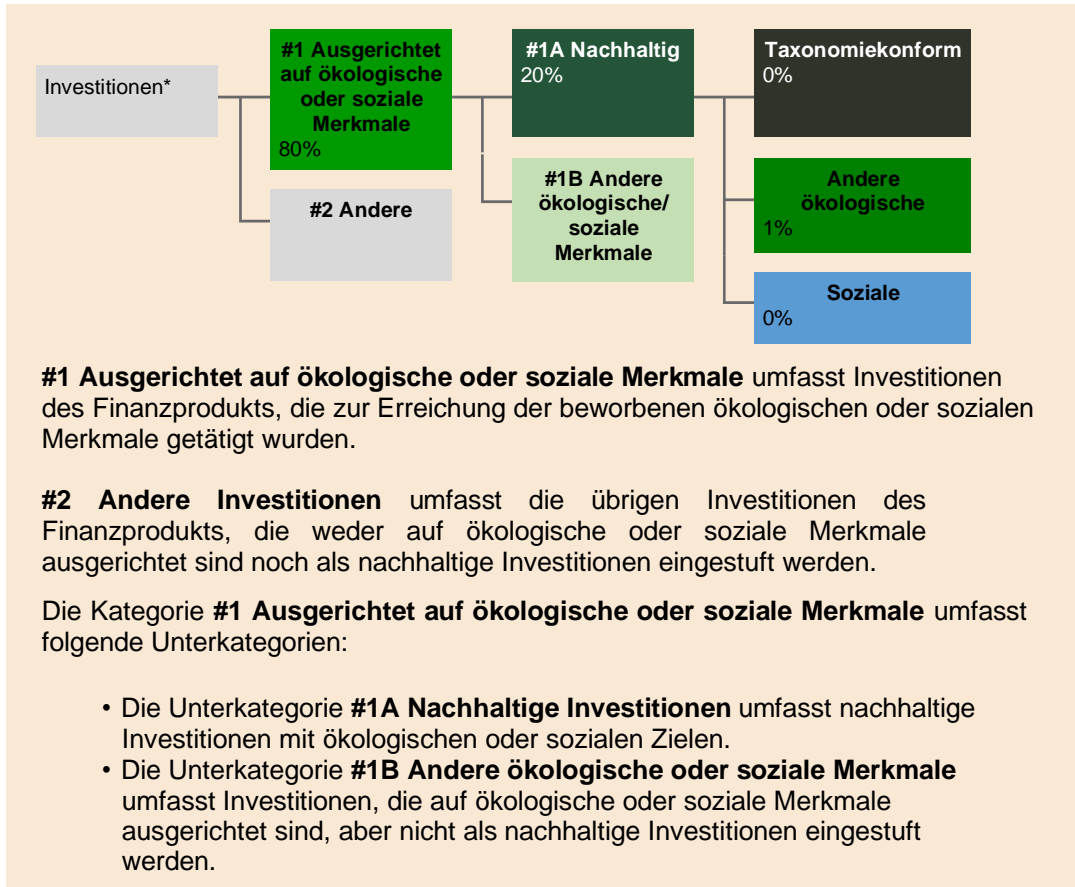 Investitionen*
#1 Ausgerichtet
auf ökologische
oder soziale
Merkmale
80%
#2 Andere
#1A Nachhaltig
20%
#1B Andere
ökologische/
soziale
Merkmale
Taxonomiekonform
0%
Andere
ökologische
1%
Soziale
0%
#1 Ausgerichtet auf ökologische oder soziale Merkmale umfasst Investitionen
des Finanzprodukts, die zur Erreichung der beworbenen ökologischen oder sozialen
Merkmale getätigt wurden.
#2 Andere Investitionen umfasst die übrigen Investitionen des
Finanzprodukts, die weder auf ökologische oder soziale Merkmale
ausgerichtet sind noch als nachhaltige Investitionen eingestuft werden.
Die Kategorie #1 Ausgerichtet auf ökologische oder soziale Merkmale umfasst
folgende Unterkategorien:
• Die Unterkategorie #1A Nachhaltige Investitionen umfasst nachhaltige
Investitionen mit ökologischen oder sozialen Zielen.
• Die Unterkategorie #1B Andere ökologische oder soziale Merkmale
umfasst Investitionen, die auf ökologische oder soziale Merkmale
ausgerichtet sind, aber nicht als nachhaltige Investitionen eingestuft
werden.